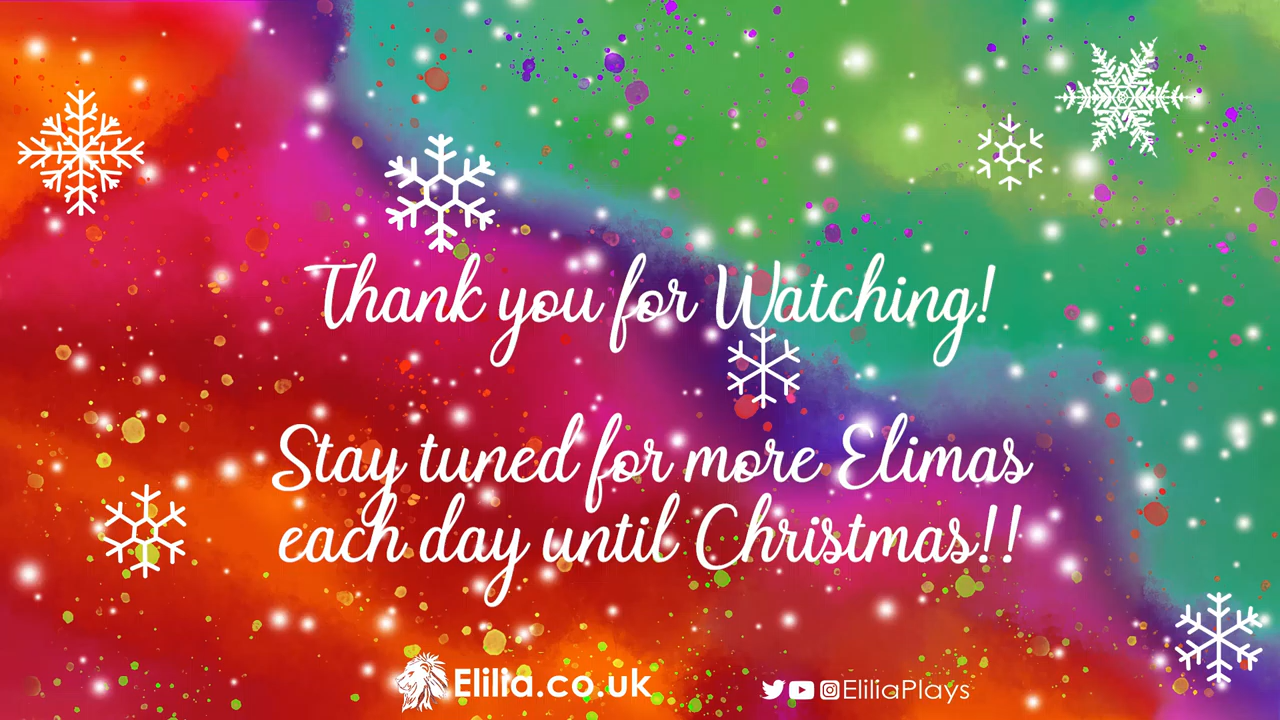 Thank you for Watching!
Stay tuned for more Elimas
each day until Christmas!!
Elilia.co.uk
EliliaPlays